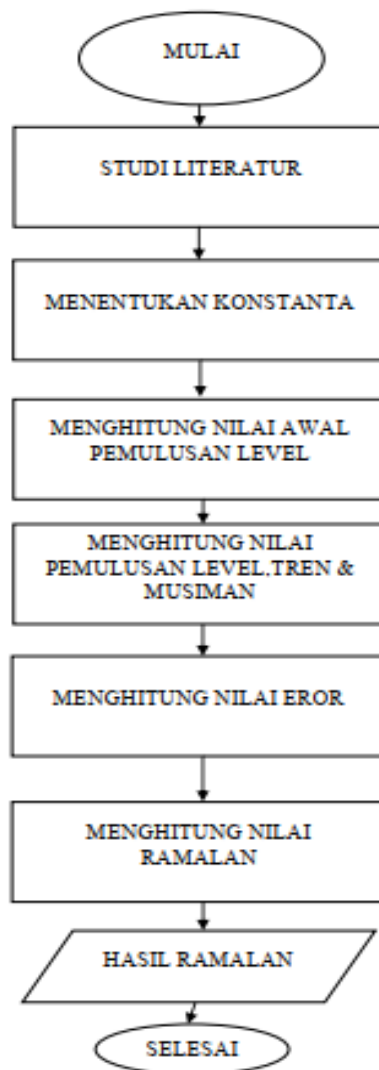 MULAI
STUDI LITERATUR
MENENTUKAN KONSTANTA
MENGHITUNG NILAI AWAL
PEMULUSAN LEVEL
MENGHITUNG NILAI
PEMULUSAN LEVEL,TREN &
MUSIMAN
MENGHITUNG NILAI EROR
MENGHITUNG NILAI
RAMALAN
HASIL RAMALAN
SELESAI